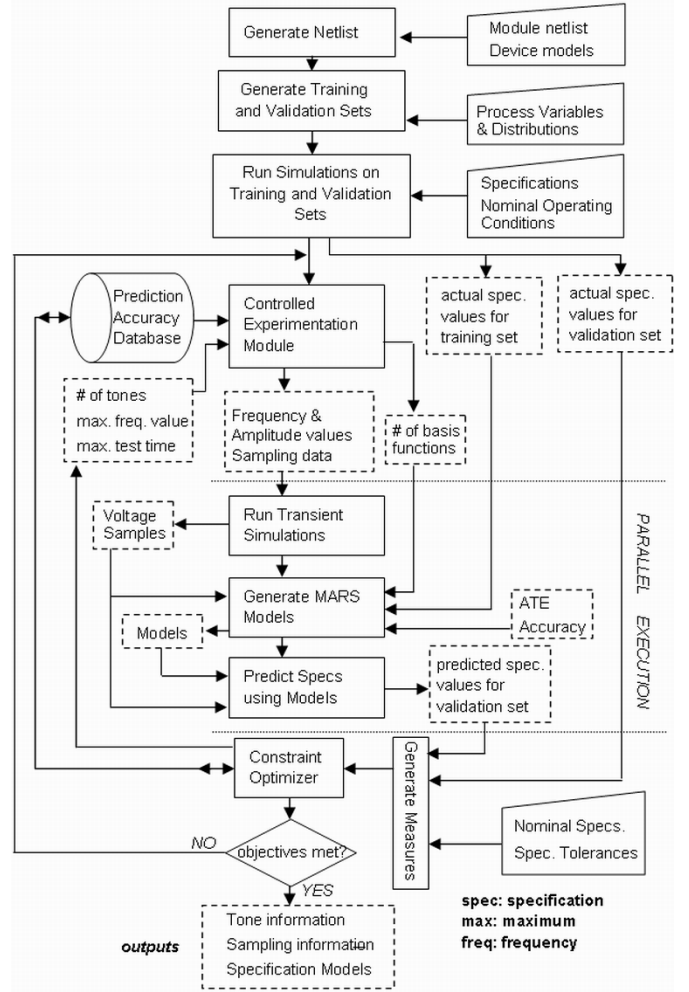 Generate Netlist
Module netlist
Device models
Generate Training
and Validation Sets
Process Variables
& Distributions
Run Simulations on
Training and Validation
Sets
Specifications
Nominal Operating
Conditions
Prediction
Accuracy
Database
Controlled
Experimentation
Module
actual spec.
values for
training set
actual spec.
values for
validation set
# of tones
max. freq. value
max. test time
Frequency &
Amplitude values
Sampling data
# of basis
functions
Voltage
Samples
Run Transient
Simulations
PARALLEL EXECUTION
Generate MARS
Models
ATE
Accuracy
Models
Predict Specs
using Models
predicted spec.
values for
validation set
Constraint
Optimizer
Generate Measures
Nominal Specs.
Spec. Tolerances
NO
objectives met?
YES
outputs
Tone information
Sampling information
Specification Models
spec: specification
max: maximum
freq: frequency